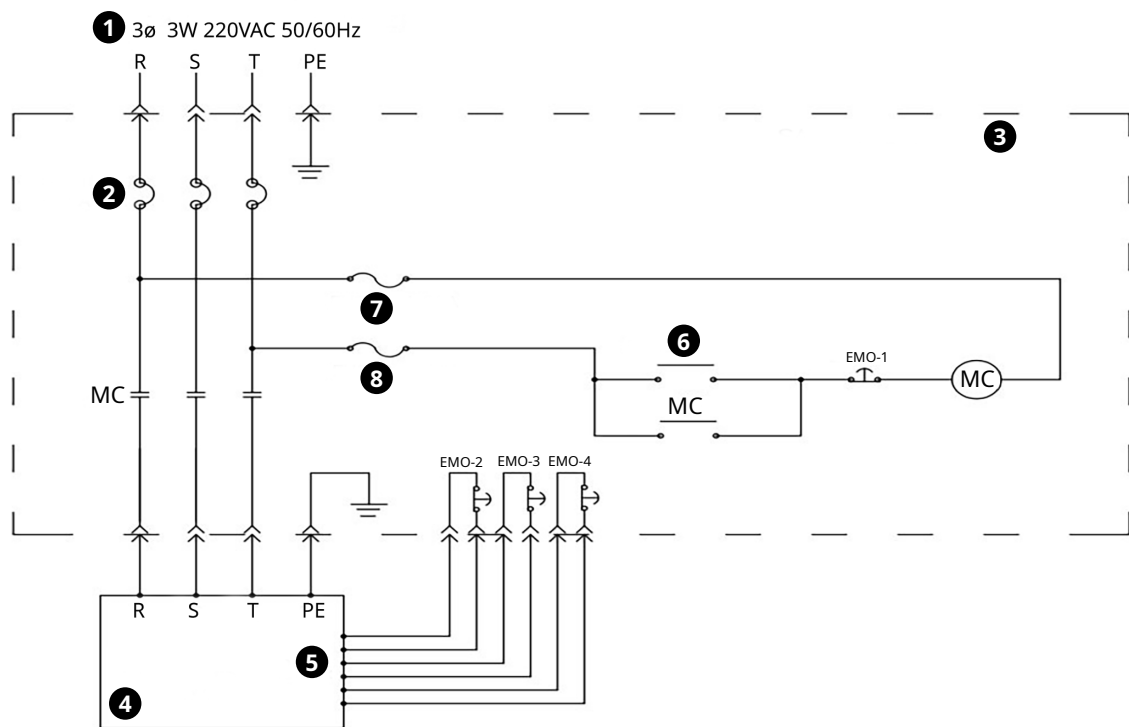 1 3ø 3W 220VAC 50/60Hz
R S T PE
3
2
7
6
8
EMO-1
MC MC
MC
EMO-2 EMO-3 EMO-4
R S T PE
5
4